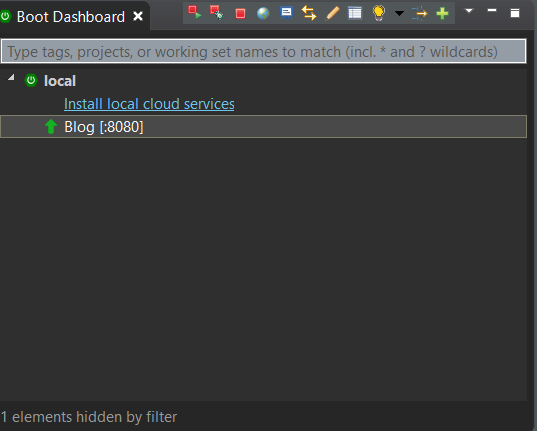 Boot Dashboard
Type tags, projects, or working set names to match (incl. * and ? wildcards)
local
Install local cloud services
Blog [:8080]
1 elements hidden by filter